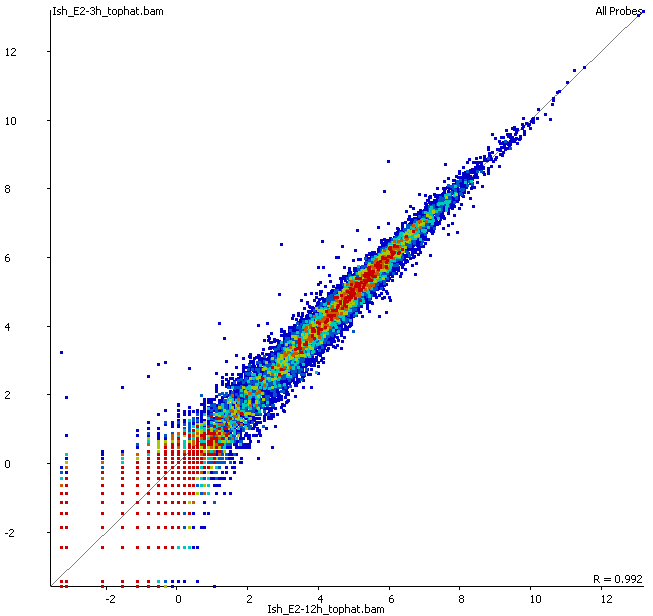 Ish_E2-3h_tophat.bam
All Probes
12
10
8
6
4
2
0
-2
R = 0.992
-2 0 2 4 6 8 10 12
Ish_E2-12h_tophat.bam